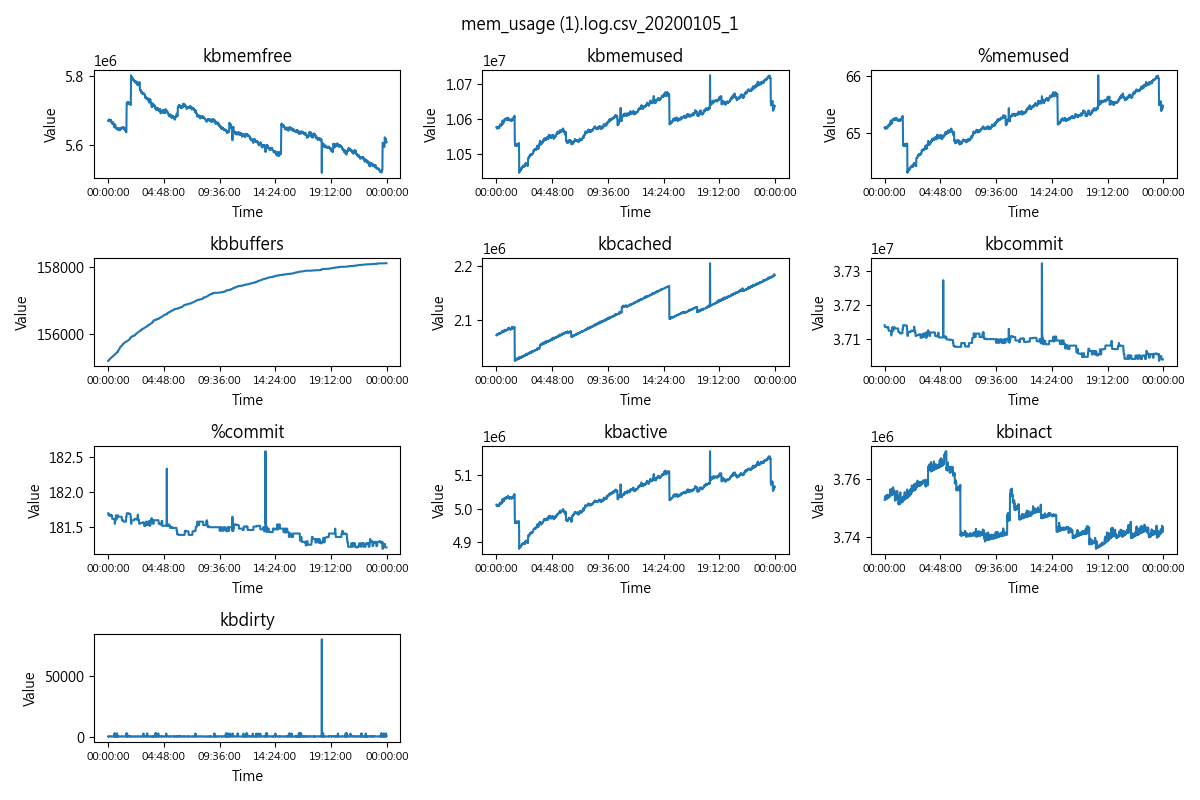 mem_usage (1).log.csv_20200105_1
kbmemfree
1e6
5.8
5.6
Value
00:00:00 04:48:00 09:36:00 14:24:00 19:12:00 00:00:00
Time
kbmemused
1e7
1.07
1.06
1.05
Value
00:00:00 04:48:00 09:36:00 14:24:00 19:12:00 00:00:00
Time
%memused
66
65
Value
00:00:00 04:48:00 09:36:00 14:24:00 19:12:00 00:00:00
Time
kbbuffers
158000
156000
Value
00:00:00 04:48:00 09:36:00 14:24:00 19:12:00 00:00:00
Time
kbcached
1e6
2.2
2.1
Value
00:00:00 04:48:00 09:36:00 14:24:00 19:12:00 00:00:00
Time
kbcommit
1e7
3.73
3.72
3.71
Value
00:00:00 04:48:00 09:36:00 14:24:00 19:12:00 00:00:00
Time
%commit
182.5
182.0
181.5
Value
00:00:00 04:48:00 09:36:00 14:24:00 19:12:00 00:00:00
Time
kbactive
1e6
5.1
5.0
4.9
Value
00:00:00 04:48:00 09:36:00 14:24:00 19:12:00 00:00:00
Time
kbinact
1e6
3.76
3.74
Value
00:00:00 04:48:00 09:36:00 14:24:00 19:12:00 00:00:00
Time
kbdirty
50000
0
Value
00:00:00 04:48:00 09:36:00 14:24:00 19:12:00 00:00:00
Time